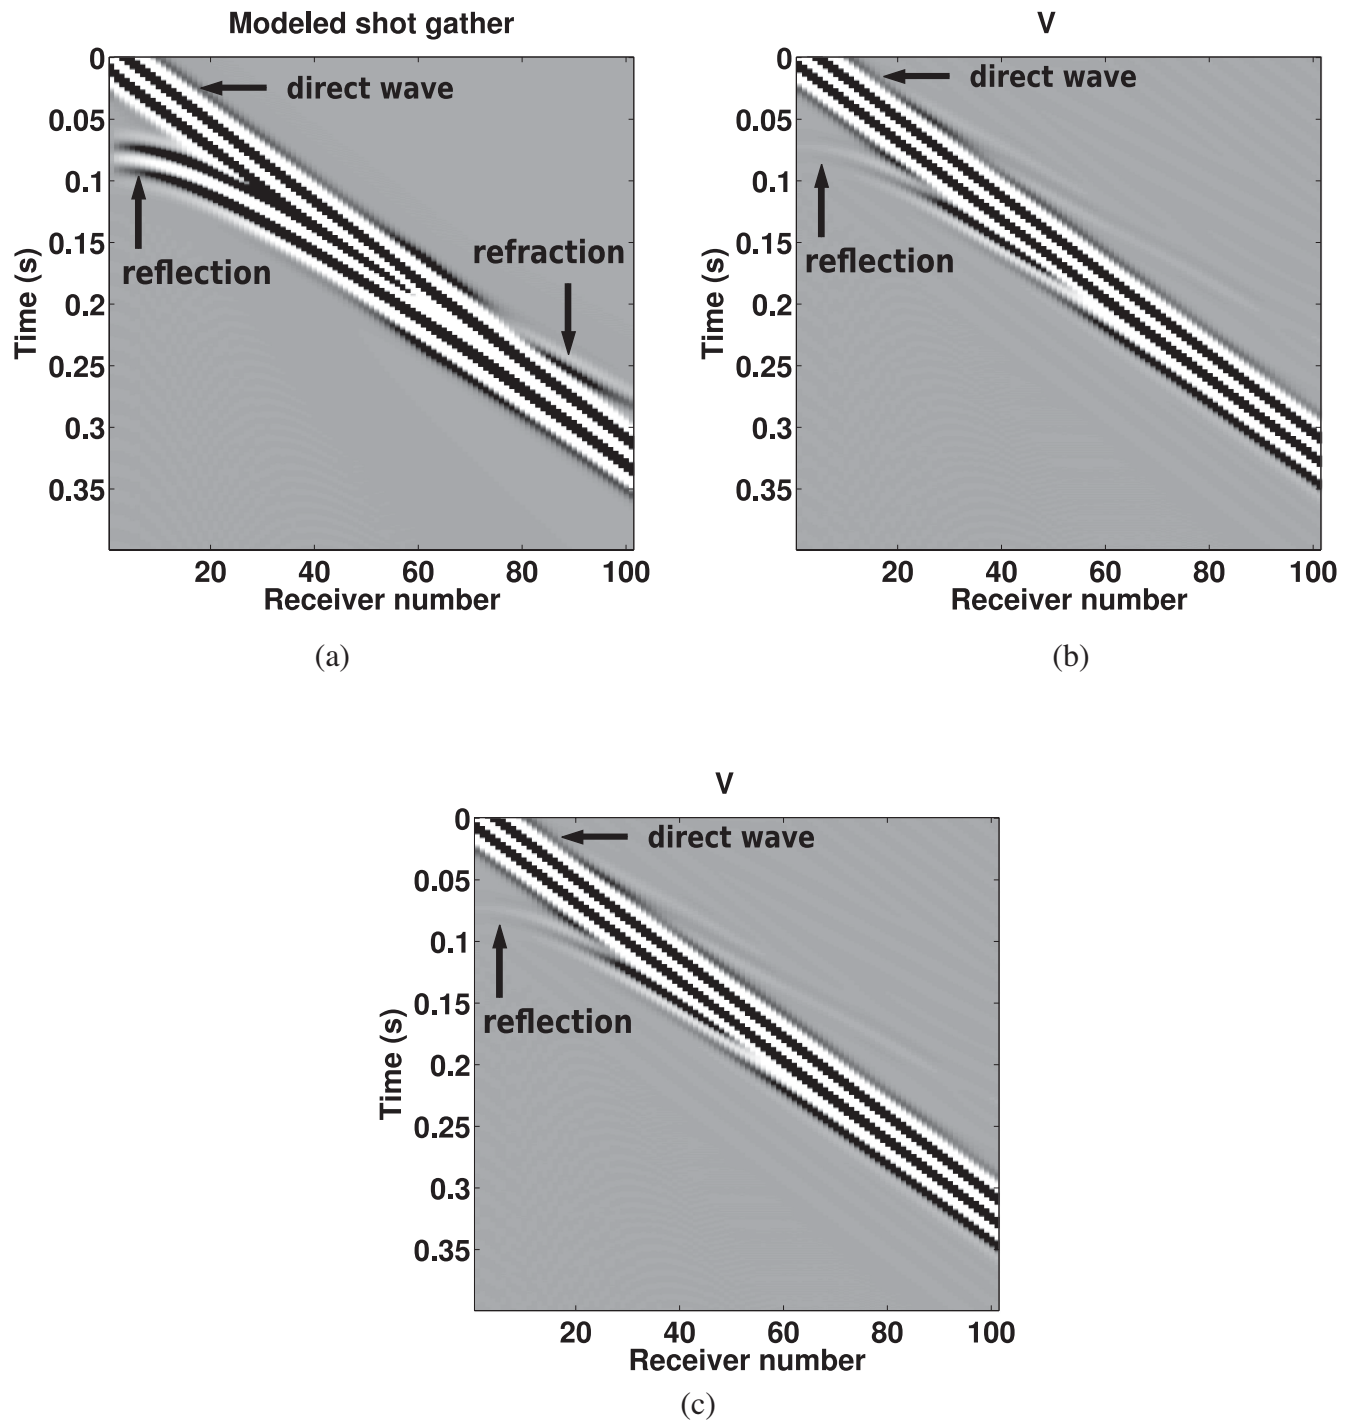 Modeled shot gather
0
0.05
0.1
0.15
0.2
0.25
0.3
0.35
Time (s)
direct wave
reflection
refraction
20 40 60 80 100
Receiver number
(a)
V
0
0.05
0.1
0.15
0.2
0.25
0.3
0.35
Time (s)
direct wave
reflection
20 40 60 80 100
Receiver number
(b)
V
0
0.05
0.1
0.15
0.2
0.25
0.3
0.35
Time (s)
direct wave
reflection
20 40 60 80 100
Receiver number
(c)